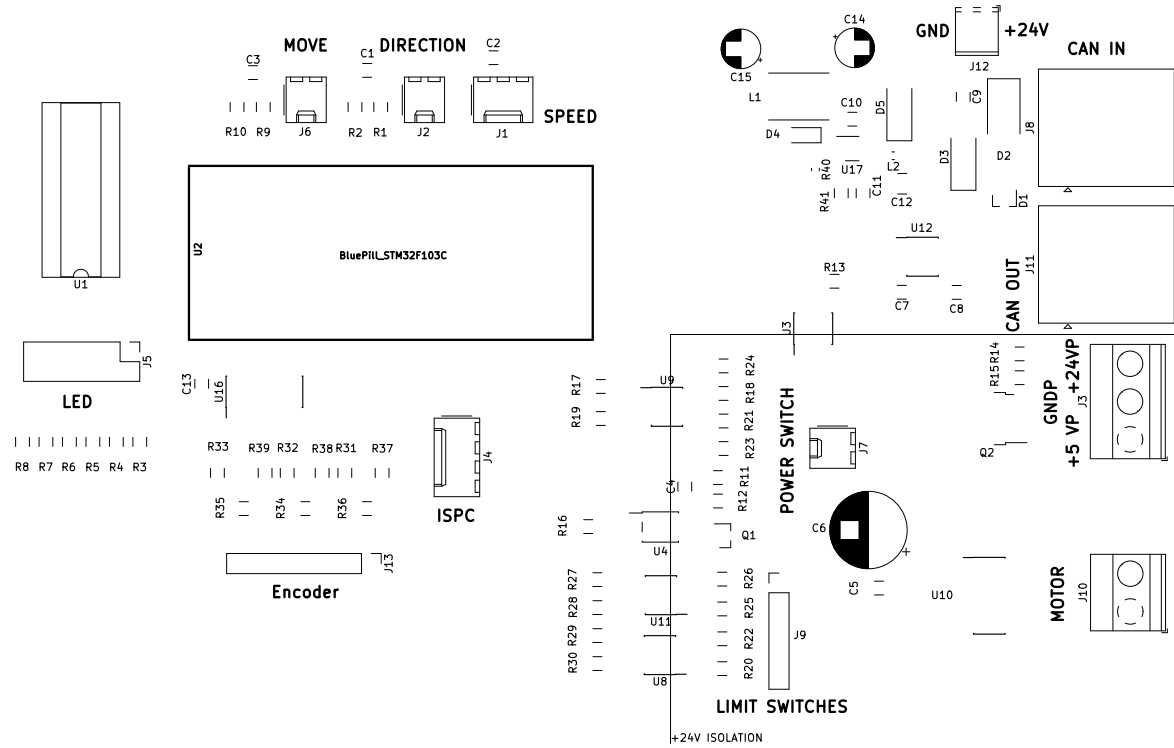 C14
GND
+24V
MOVE
DIRECTION
C2
CAN IN
C3
C1
J12
C15
L1
C9
C10
D5
J8
SPEED
R10
R9
J6
R2
R1
J2
J1
D4
D3
D2
R40
U17
L2
R41
C11
C12
D1
U12
U2
BluePill_STM32F103C
J11
R13
U1
CAN OUT
C7
C8
J3
J5
R14
R24
+24VP
R15
C13
U16
R17
U9
R18
LED
J3
GNDP
R19
R21
POWER SWITCH
+5 VP
R33
R39
R32
R38
R31
R37
R23
J7
Q2
J4
R8
R7
R6
R5
R4
R3
R11
C4
R12
R35
R34
R36
ISPC
R16
Q1
C6
U4
J13
R27
R26
C5
U10
J10
MOTOR
Encoder
R28
R25
U11
R29
R22
J9
R30
R20
U8
LIMIT SWITCHES
+24V ISOLATION